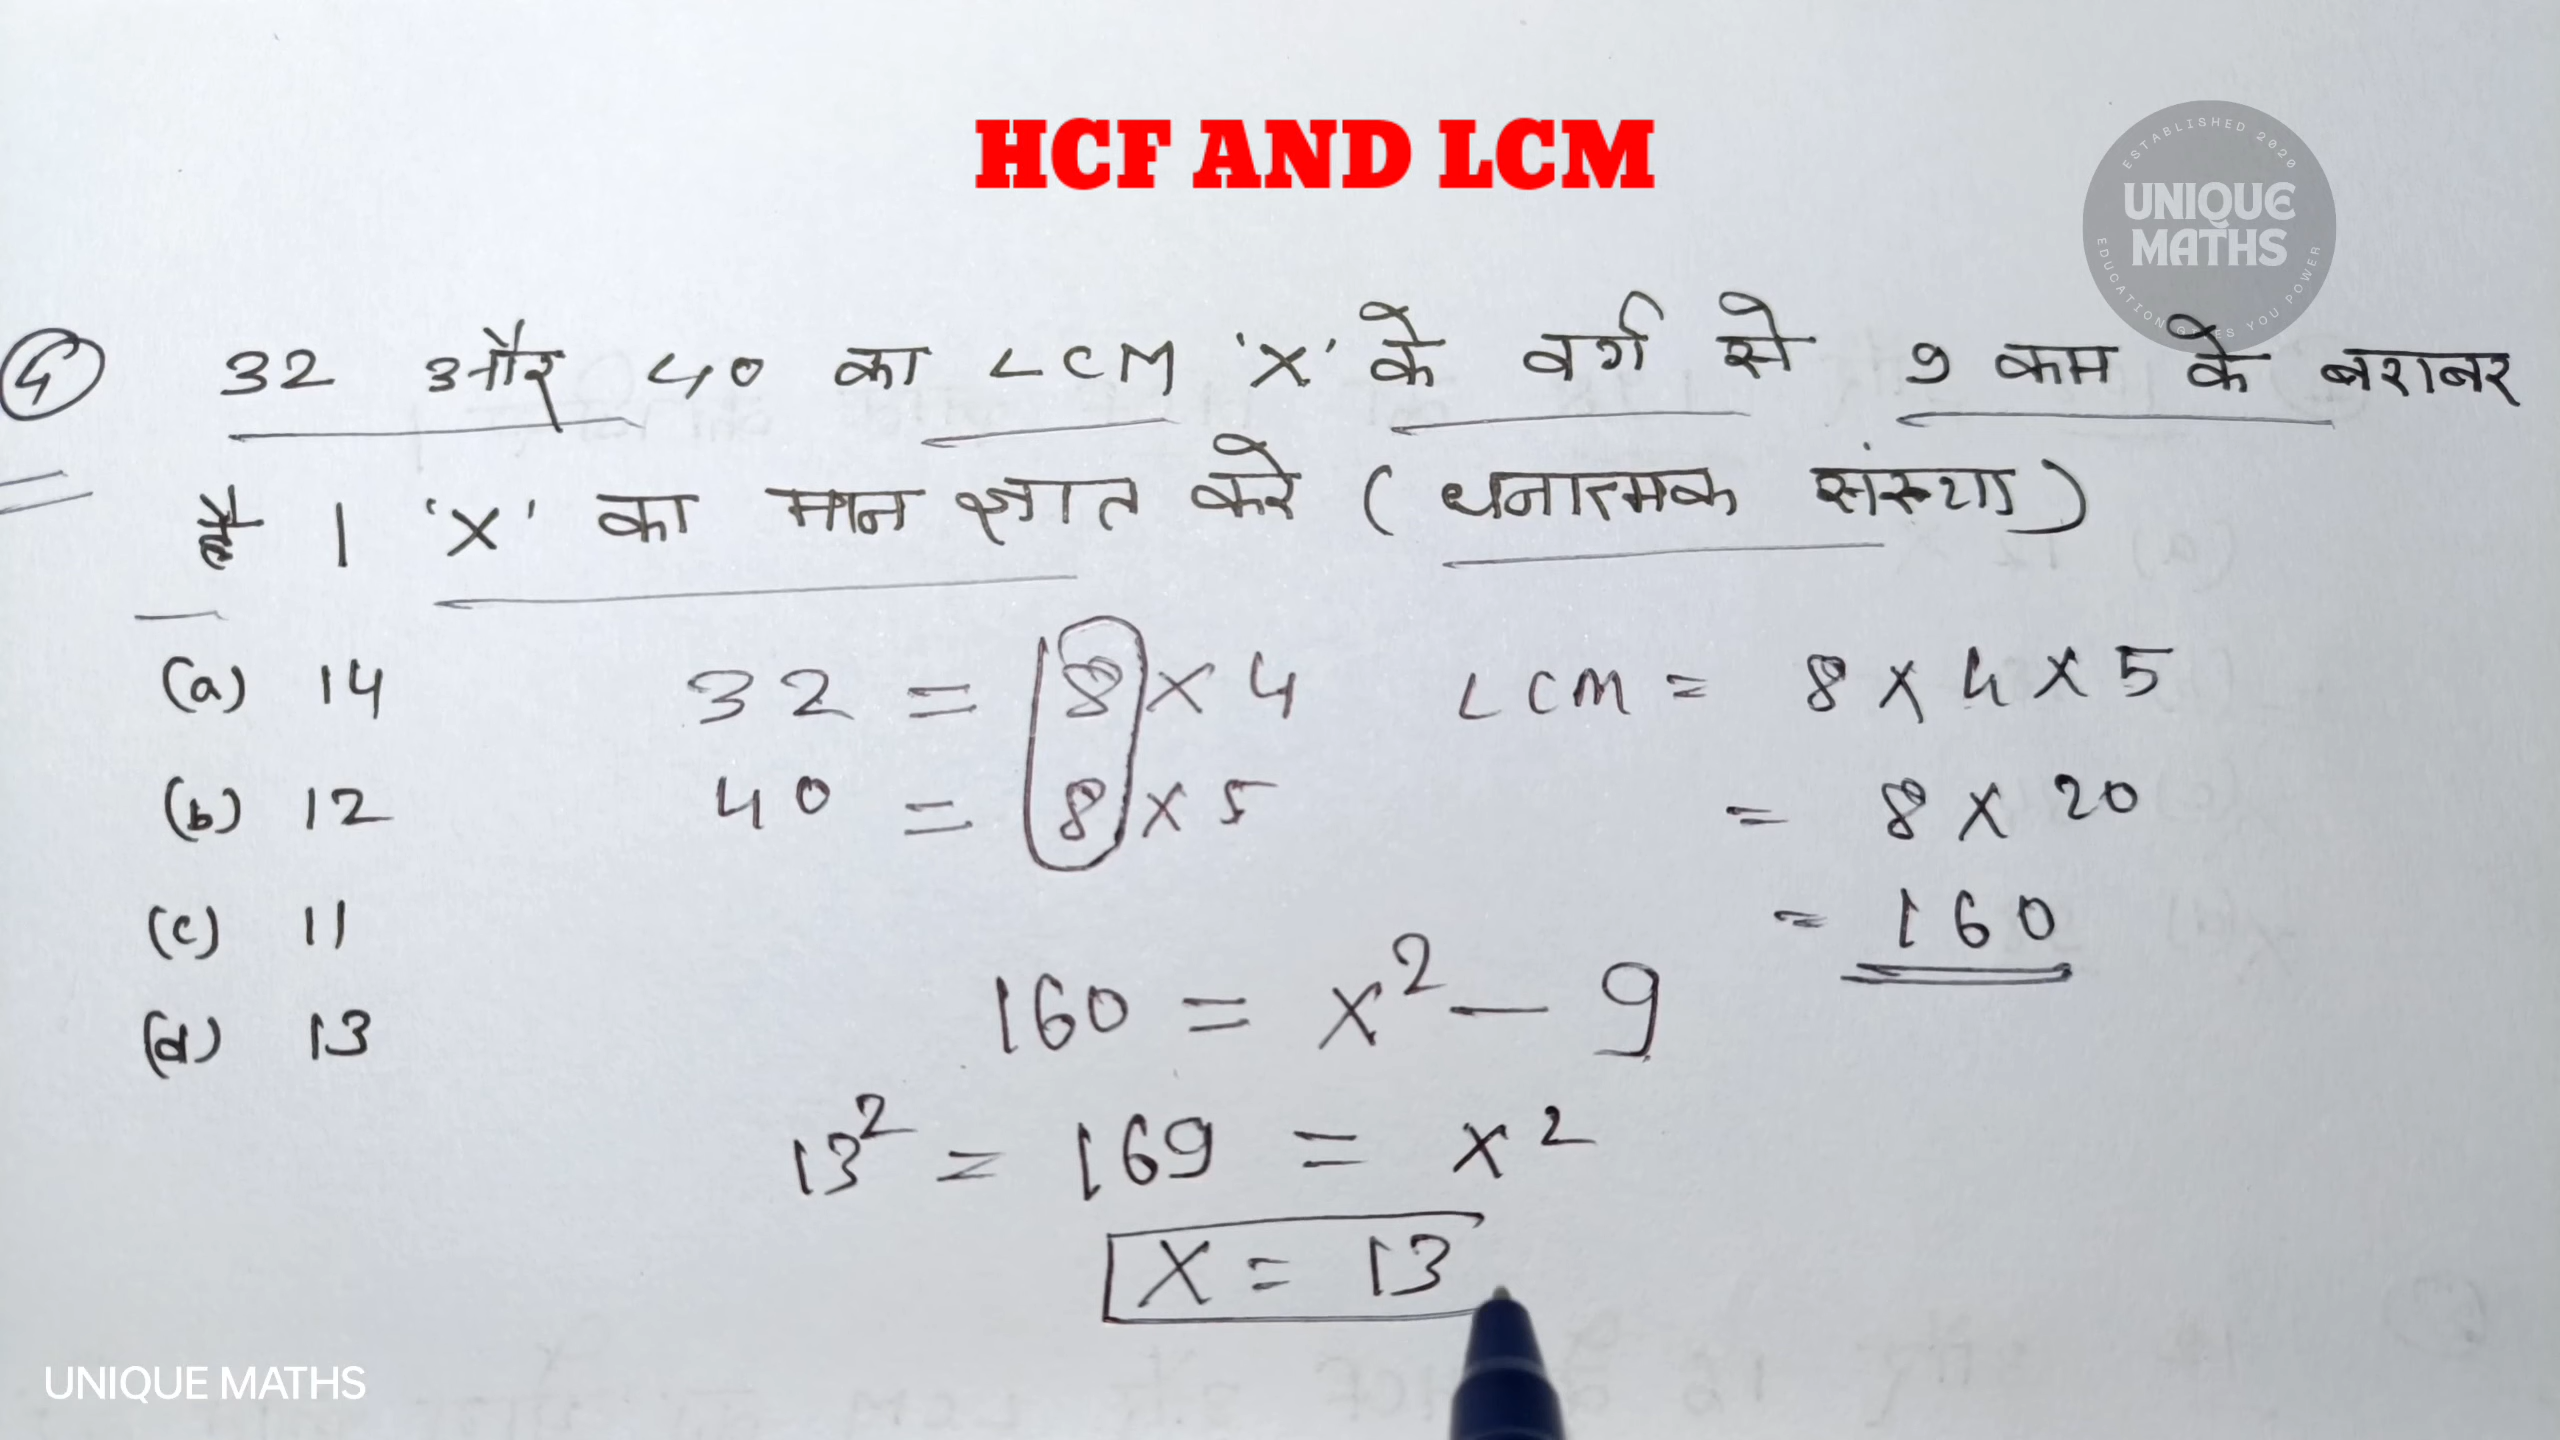 HCF AND LCM
ESTABLISHED 2020
UNIQUE
MATHS
EDUCATION GIVES YOU POWER
4 32 और 40 का LCM 'x' के वर्ग से 9 कम के बराबर
है । 'x' का मान ज्ञात करे (धनात्मक संख्या)
(a) 14
(b) 12
(c) 11
(d) 13
32 = 8 × 4
40 = 8 × 5
LCM = 8 × 4 × 5
= 8 × 20
= 160
160 = x² - 9
13² = 169 = x²
x = 13
UNIQUE MATHS